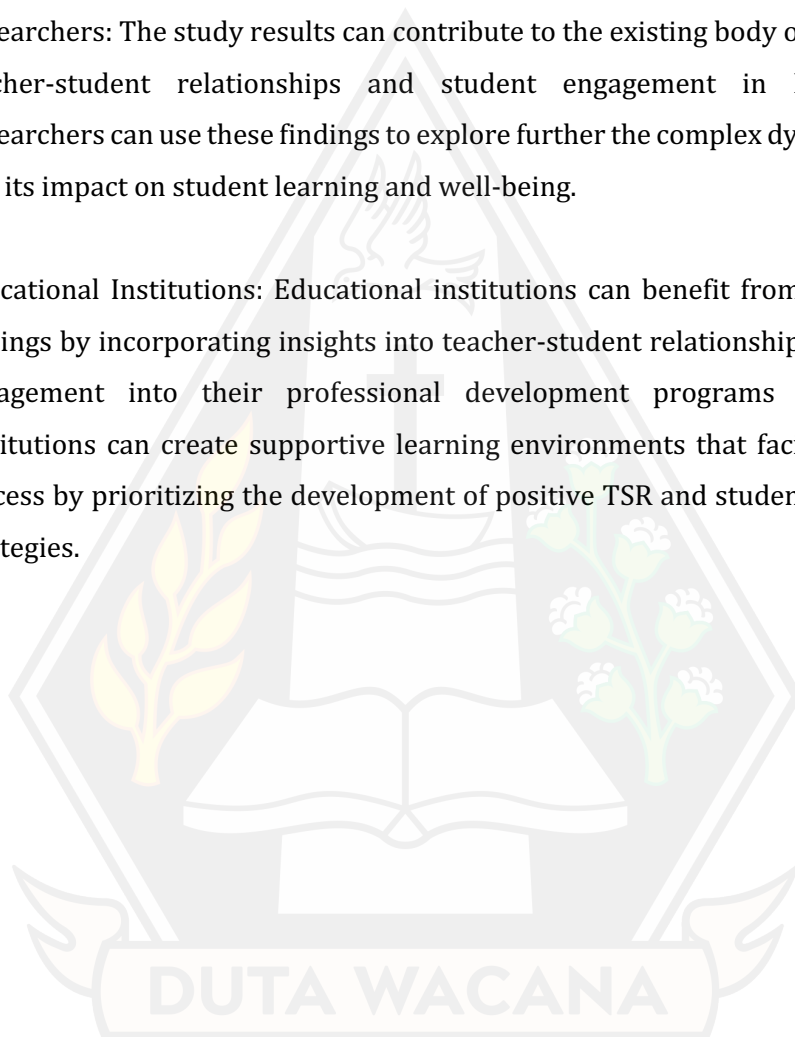 earchers: The study results can contribute to the existing body o
cher-student relationships and student engagement in
earchers can use these findings to explore further the complex dy
its impact on student learning and well-being.
cational Institutions: Educational institutions can benefit from
ings by incorporating insights into teacher-student relationship
agement into their professional development programs
itutions can create supportive learning environments that faci
cess by prioritizing the development of positive TSR and studen
tegies.
DUTA WACANA